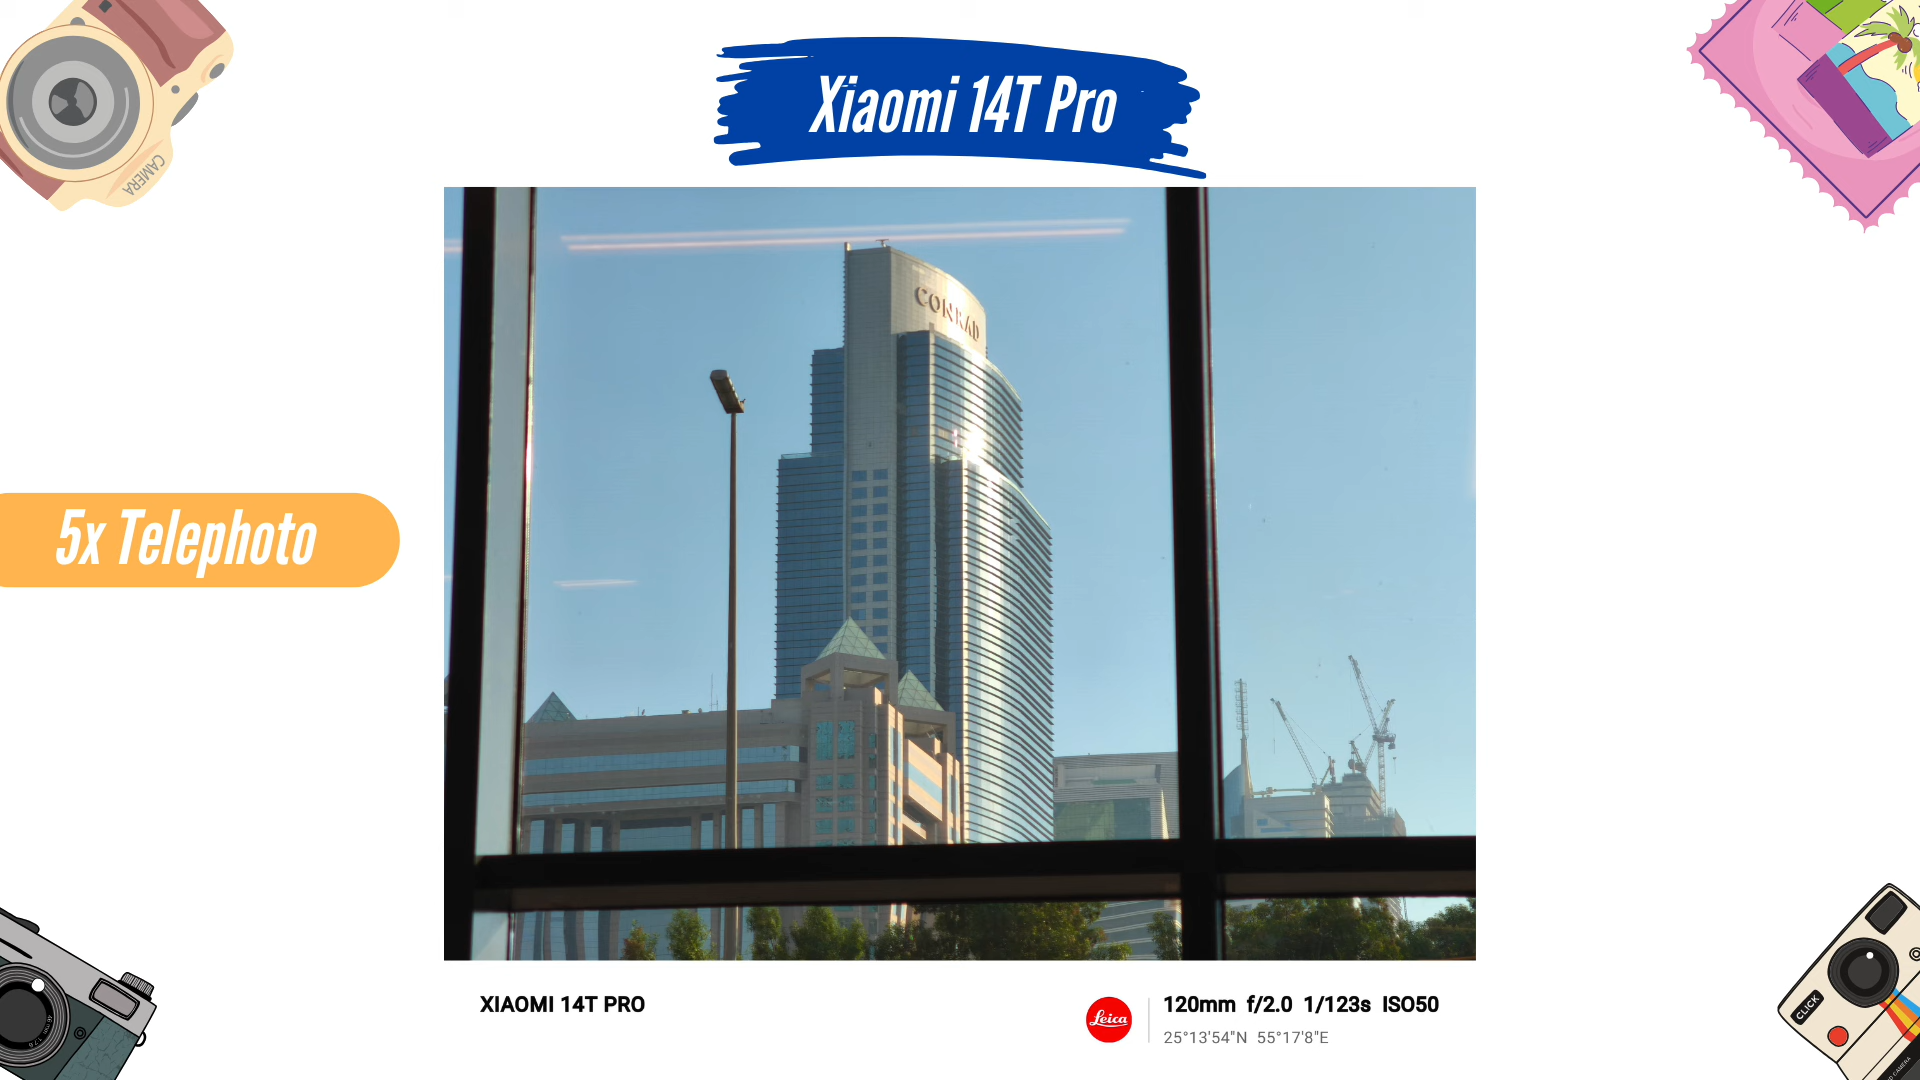 Xiaomi 14T Pro
CAMERA
CONRAD
5x Telephoto
XIAOMI 14T PRO
Leica
120mm f/2.0 1/123s ISO50
25°13'54"N 55°17'8"E
CLICK